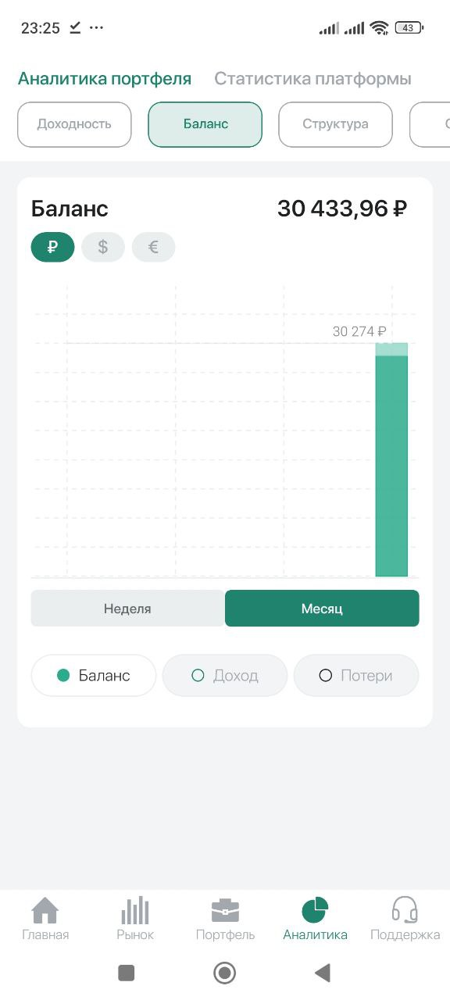 23:25 43
Аналитика портфеля Статистика платформы
Доходность Баланс Структура
Баланс 30 433,96 ₽
₽ $ €
30 274 ₽
Неделя Месяц
Баланс Доход Потери
Главная Рынок Портфель Аналитика Поддержка